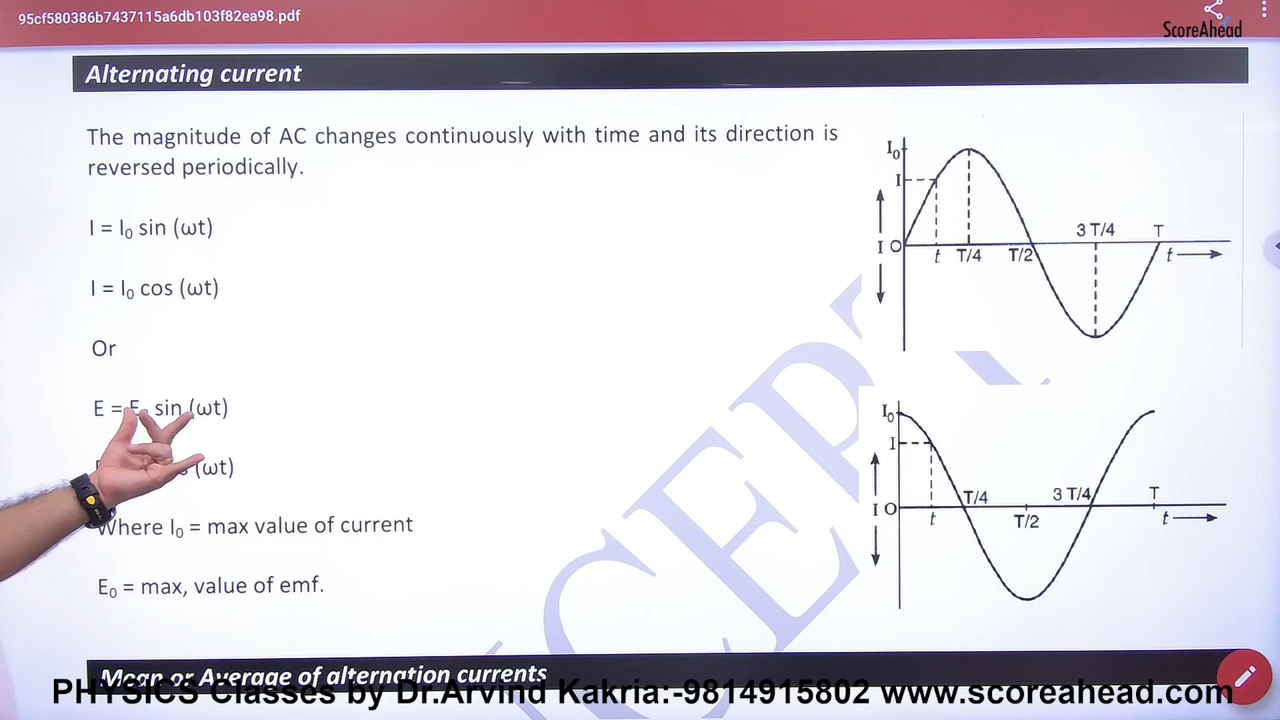 95cf580386b7437115a6db103f82ea98.pdf
ScoreAhead
Alternating current
The magnitude of AC changes continuously with time and its direction is
reversed periodically.
I = I₀ sin (ωt)
I = I₀ cos (ωt)
Or
E = E₀ sin (ωt)
(ωt)
Where I₀ = max value of current
E₀ = max, value of emf.
I₀
I
I O
t
T/4
T/2
3 T/4
T
t
I₀
I
I O
t
T/4
T/2
3 T/4
T
t
ICERT
Mean or Average of alternation currents
PHYSICS Classes by Dr.Arvind Kakria:-9814915802 www.scoreahead.com